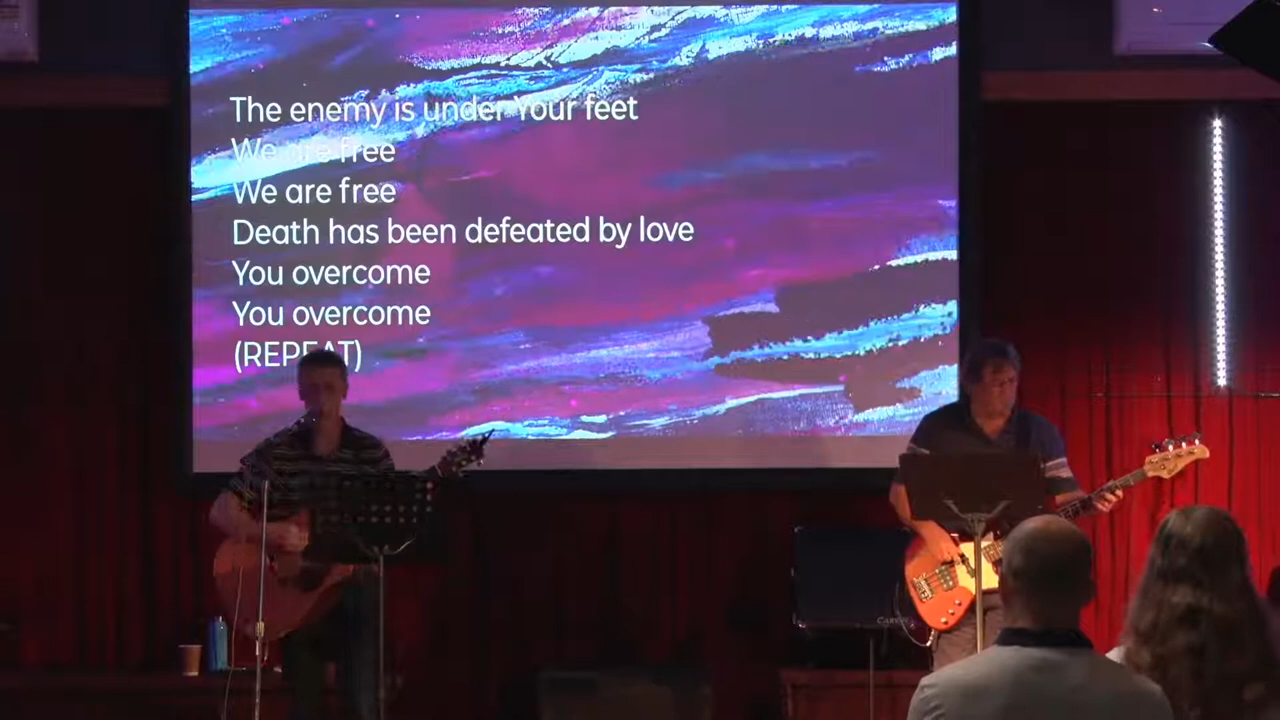 The enemy is under Your feet
We are free
We are free
Death has been defeated by love
You overcome
You overcome
(REPEAT)